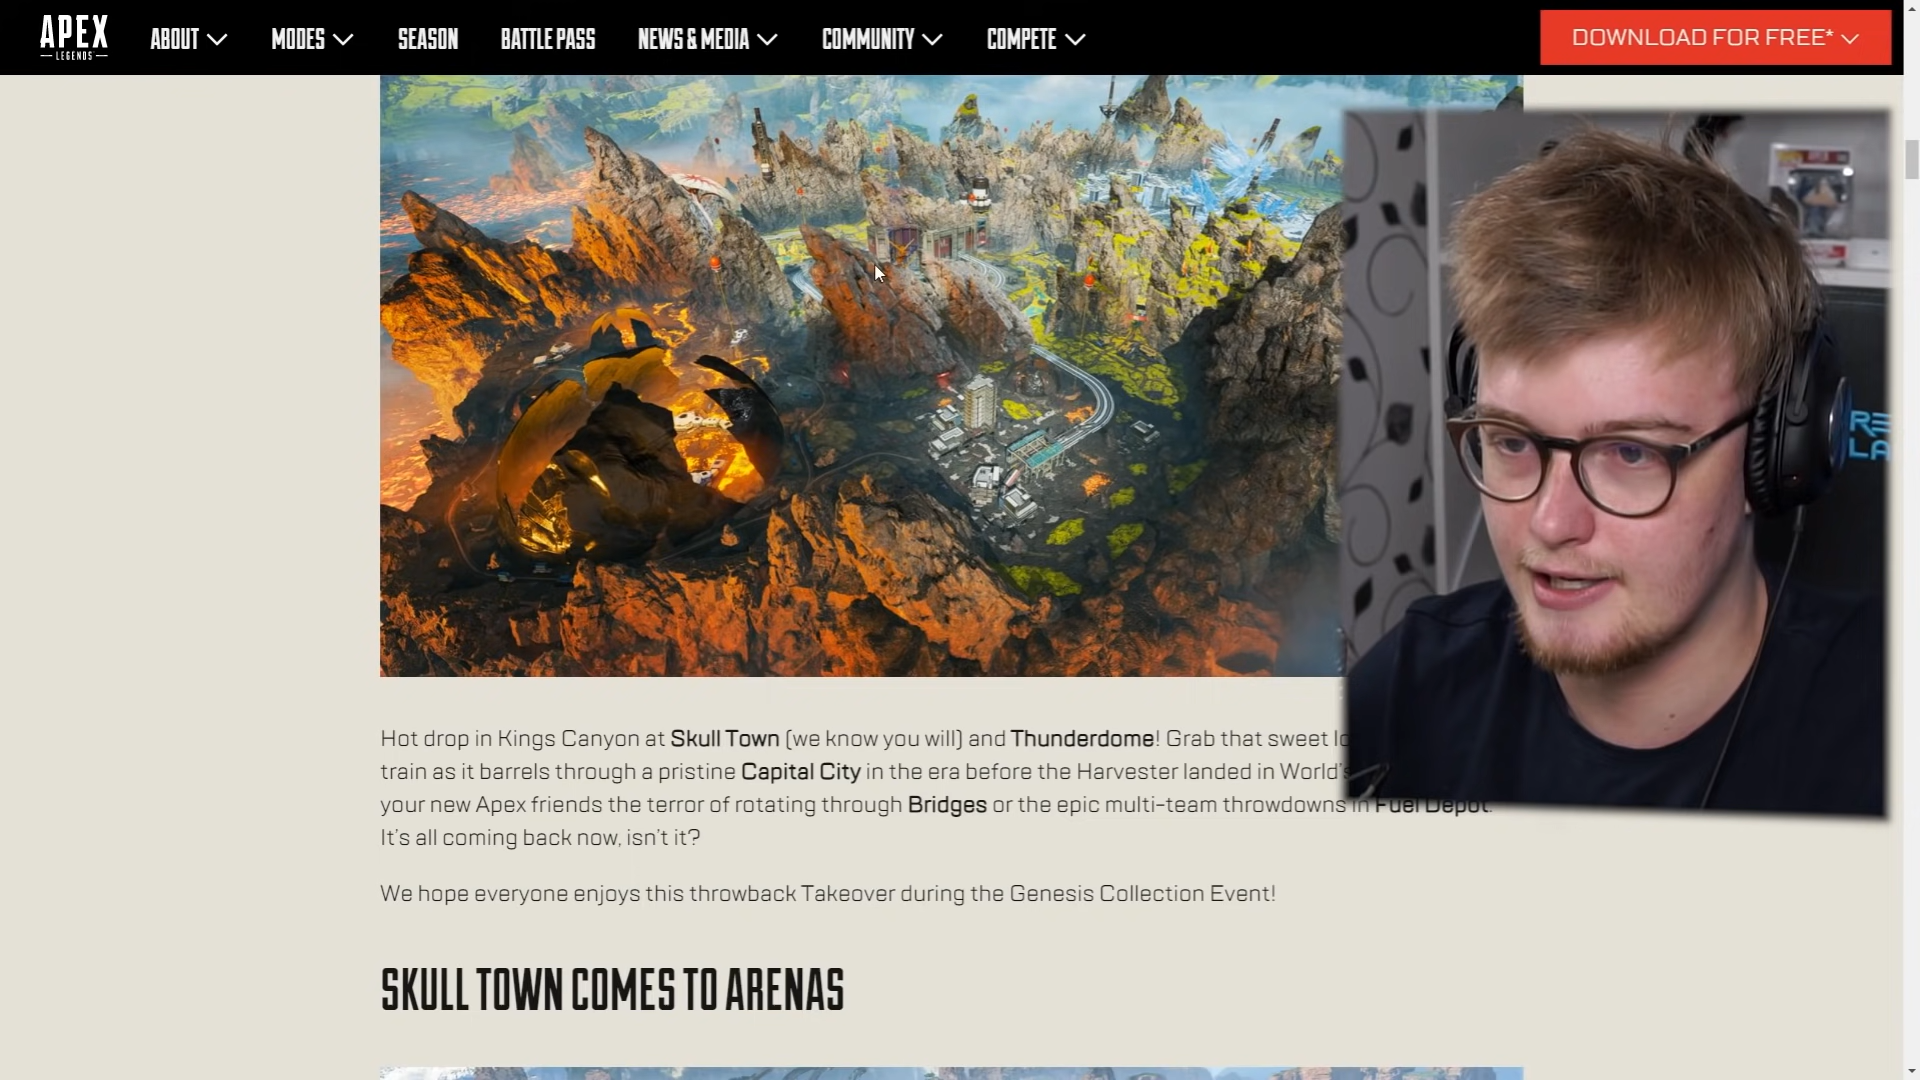 APEX
LEGENDS
ABOUT
MODES
SEASON
BATTLE PASS
NEWS & MEDIA
COMMUNITY
COMPETE
DOWNLOAD FOR FREE*
Hot drop in Kings Canyon at Skull Town (we know you will) and Thunderdome! Grab that sweet
train as it barrels through a pristine Capital City in the era before the Harvester landed in World's
your new Apex friends the terror of rotating through Bridges or the epic multi-team throwdowns in Fuel Depot.
It's all coming back now, isn't it?
We hope everyone enjoys this throwback Takeover during the Genesis Collection Event!
SKULL TOWN COMES TO ARENAS